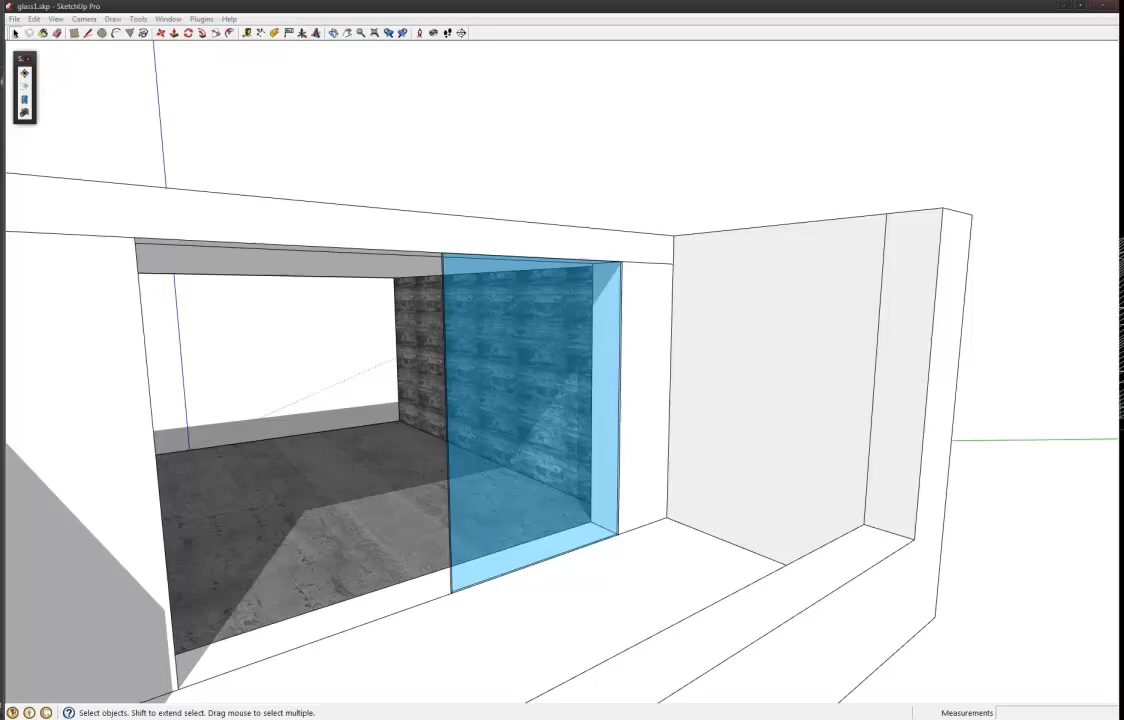 glass1.skp - SketchUp Pro
File Edit View Camera Draw Tools Window Plugins Help
S..
Select objects. Shift to extend select. Drag mouse to select multiple.
Measurements